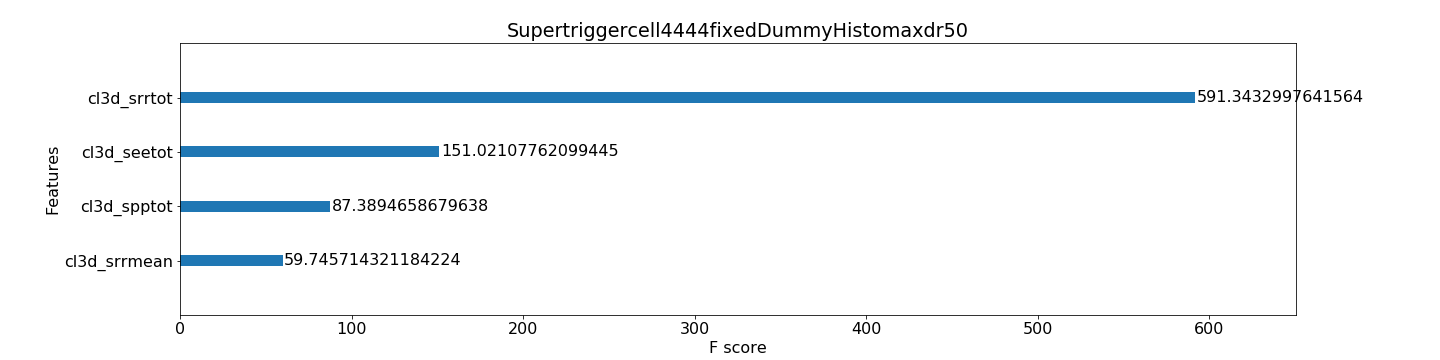 Supertriggercell4444fixedDummyHistomaxdr50
cl3d_srrtot 591.3432997641564
cl3d_seetot 151.02107762099445
cl3d_spptot 87.3894658679638
cl3d_srrmean 59.745714321184224
Features
0 100 200 300 400 500 600
F score